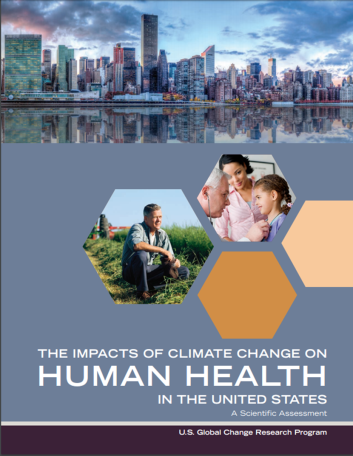 THE IMPACTS OF CLIMATE CHANGE ON
HUMAN HEALTH
IN THE UNITED STATES
A Scientific Assessment
U.S. Global Change Research Program